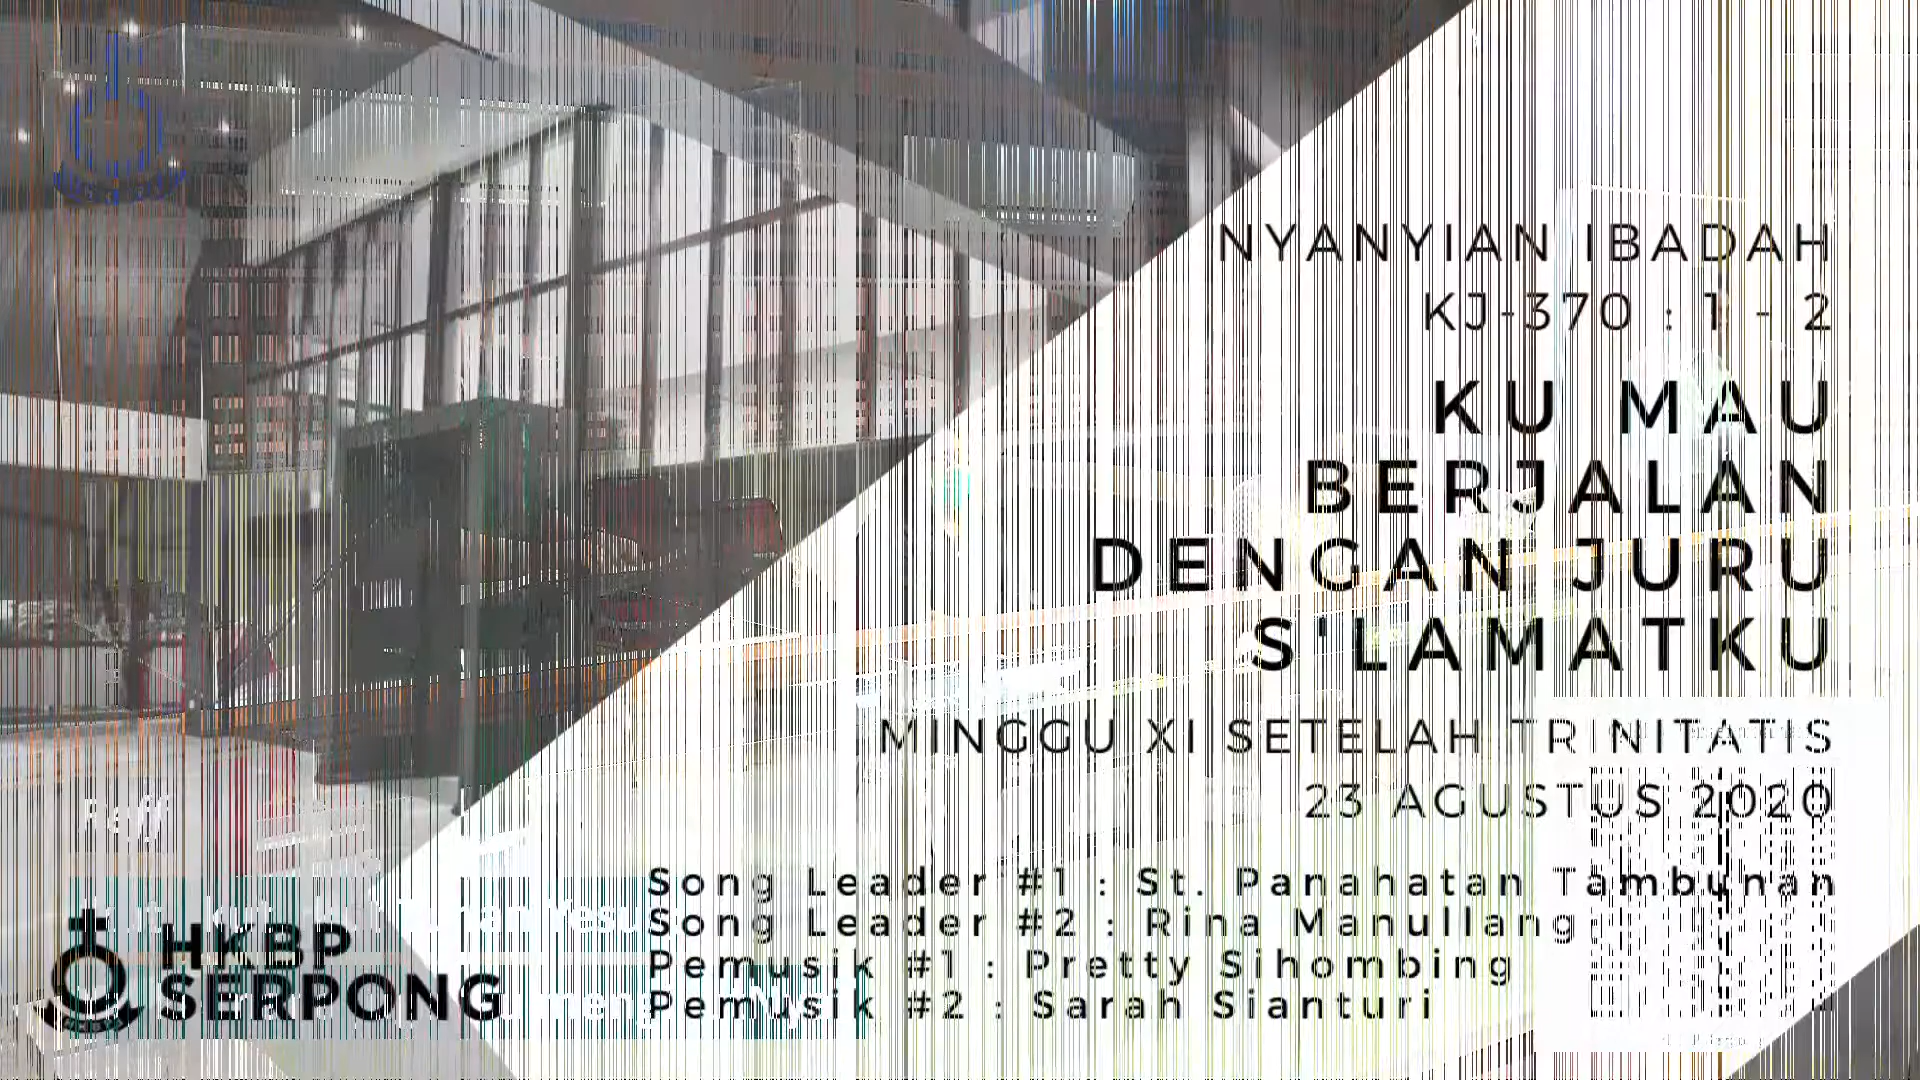 NYANYIAN IBADAH
KJ-370 : 1 - 2
KU MAU
BERJALAN
DENGAN JURU
S'LAMATKU
MINGGU XI SETELAH TRINITATIS
23 AGUSTUS 2020
Song Leader #1 : St. Panahatan Tambunan
Song Leader #2 : Rina Manullang
Pemusik #1 : Pretty Sihombing
Pemusik #2 : Sarah Sianturi
Reff
HKBP
SERPONG